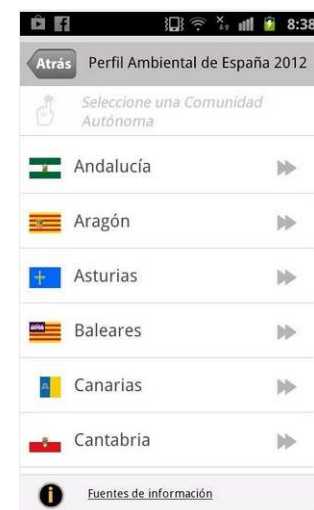 8:38
Atrás
Perfil Ambiental de España 2012
Seleccione una Comunidad
Autónoma
Andalucía
Aragón
Asturias
Baleares
Canarias
Cantabria
Fuentes de información